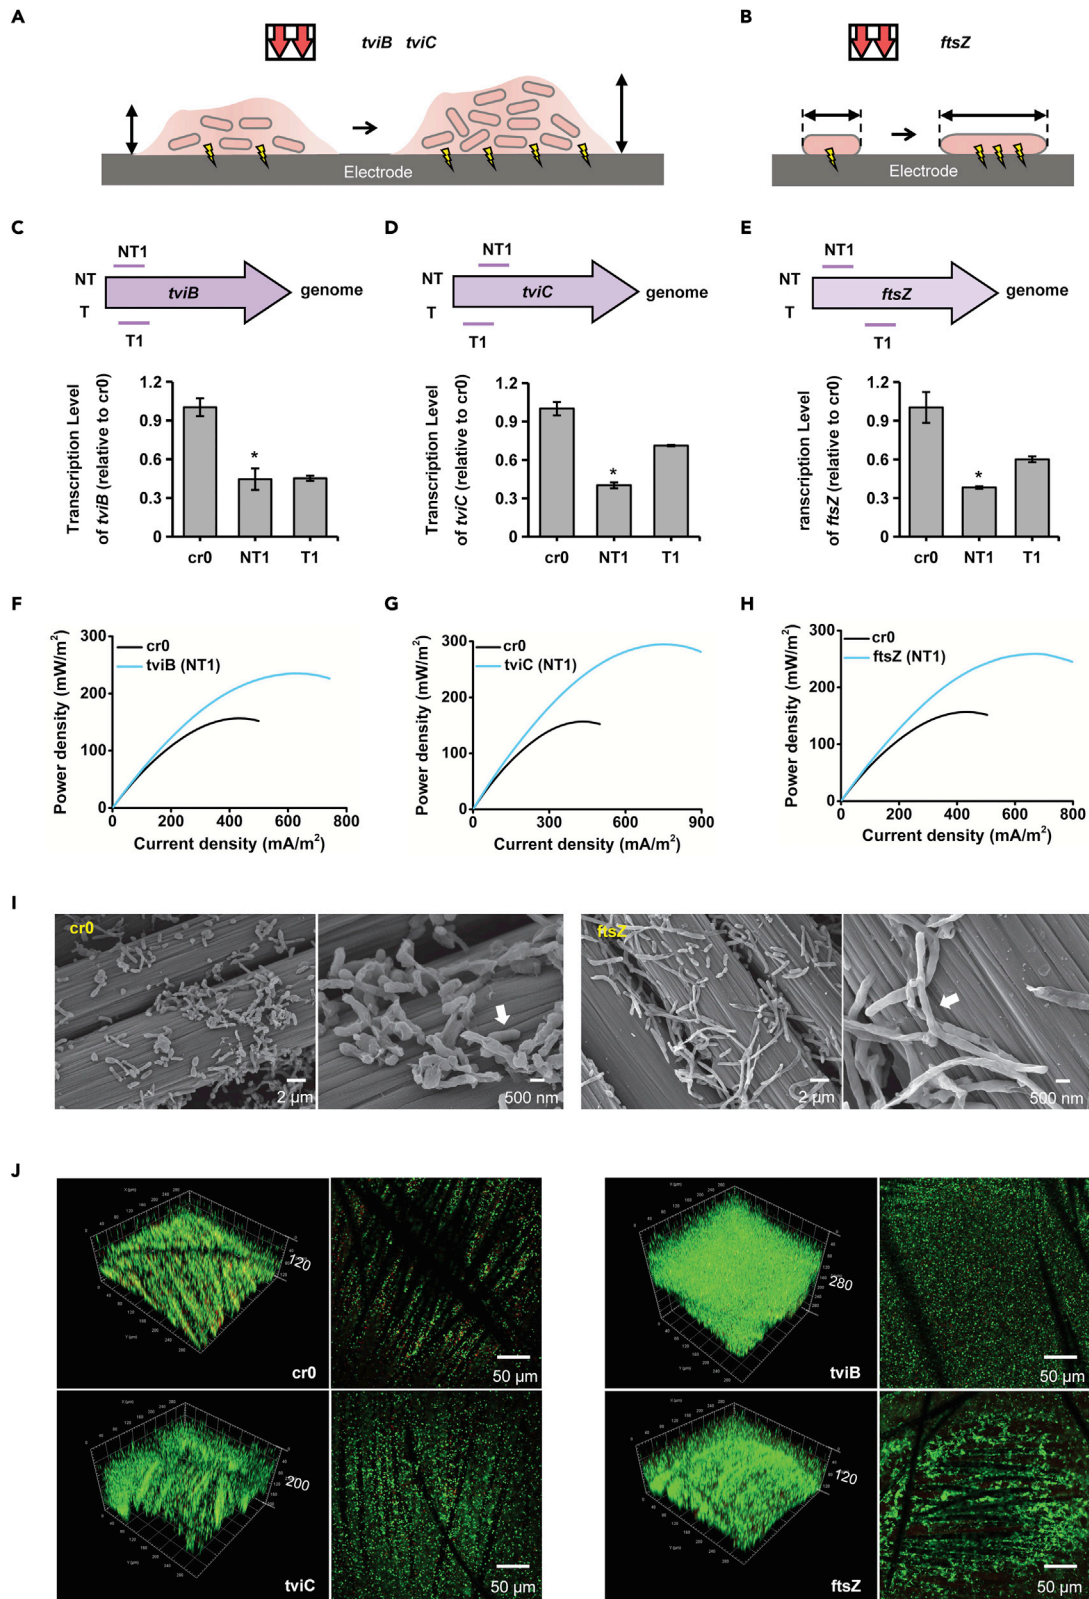 A
tviB tviC
Electrode
B
ftsZ
Electrode
C
NT1
NT
tviB
genome
T
T1
Transcription Level
of tviB (relative to cr0)
1.2
0.9
0.6
0.3
0
*
cr0 NT1 T1
D
NT1
NT
tviC
genome
T
T1
Transcription Level
of tviC (relative to cr0)
1.2
0.9
0.6
0.3
0
*
cr0 NT1 T1
E
NT1
NT
ftsZ
genome
T
T1
ranscription Level
of ftsZ (relative to cr0)
1.2
0.9
0.6
0.3
0
*
cr0 NT1 T1
F
Power density (mW/m²)
300
200
100
0
cr0
tviB (NT1)
0 200 400 600 800
Current density (mA/m²)
G
Power density (mW/m²)
300
200
100
0
cr0
tviC (NT1)
0 300 600 900
Current density (mA/m²)
H
Power density (mW/m²)
300
200
100
0
cr0
ftsZ (NT1)
0 200 400 600 800
Current density (mA/m²)
I
cr0
2 μm
500 nm
ftsZ
2 μm
500 nm
J
120
cr0
50 μm
280
tviB
50 μm
200
tviC
50 μm
120
ftsZ
50 μm